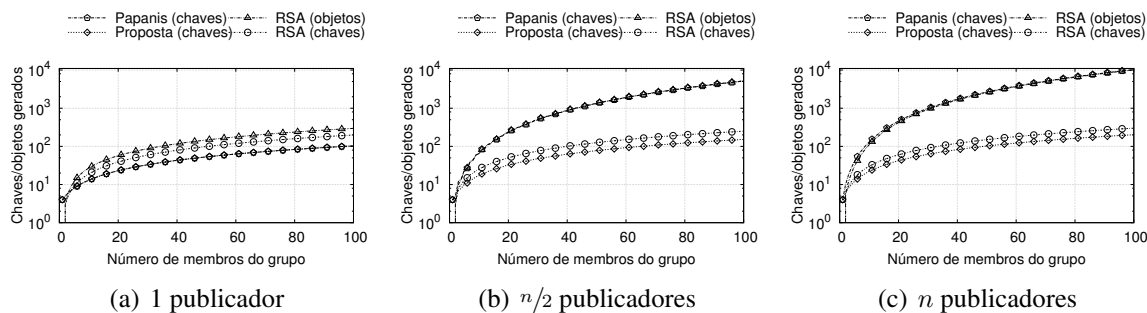 Papanis (chaves) RSA (objetos)
Proposta (chaves) RSA (chaves)
Chaves/objetos gerados
10^4
10^3
10^2
10^1
10^0
0 20 40 60 80 100
Número de membros do grupo
(a) 1 publicador
Papanis (chaves) RSA (objetos)
Proposta (chaves) RSA (chaves)
Chaves/objetos gerados
10^4
10^3
10^2
10^1
10^0
0 20 40 60 80 100
Número de membros do grupo
(b) n/2 publicadores
Papanis (chaves) RSA (objetos)
Proposta (chaves) RSA (chaves)
Chaves/objetos gerados
10^4
10^3
10^2
10^1
10^0
0 20 40 60 80 100
Número de membros do grupo
(c) n publicadores